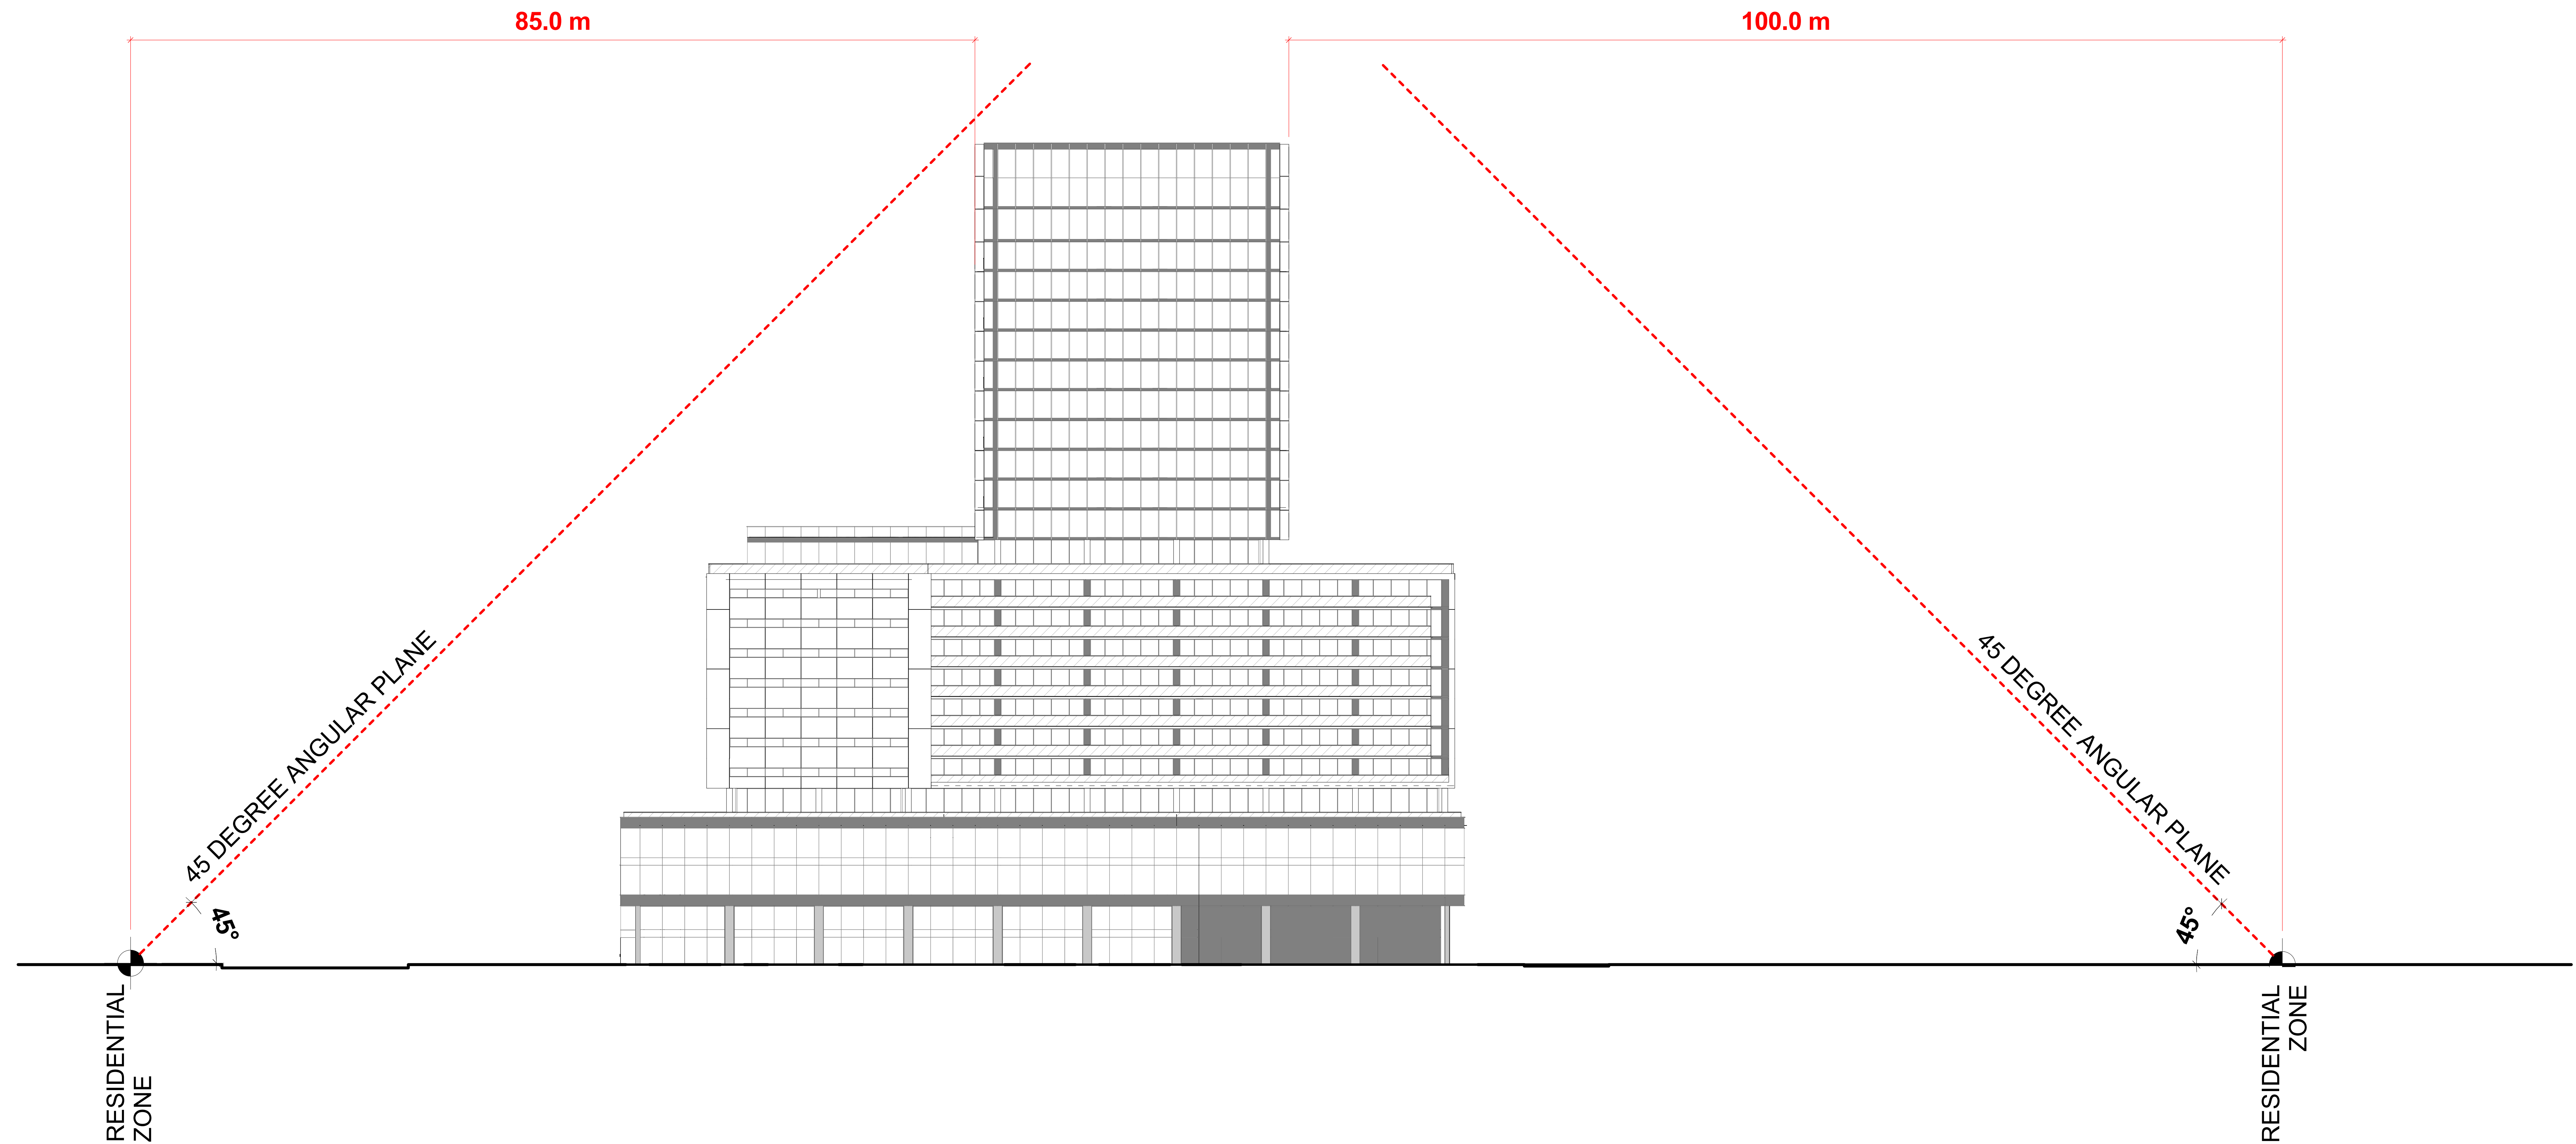 85.0 m
100.0 m
45 DEGREE ANGULAR PLANE
45 DEGREE ANGULAR PLANE
45°
45°
RESIDENTIAL
ZONE
RESIDENTIAL
ZONE